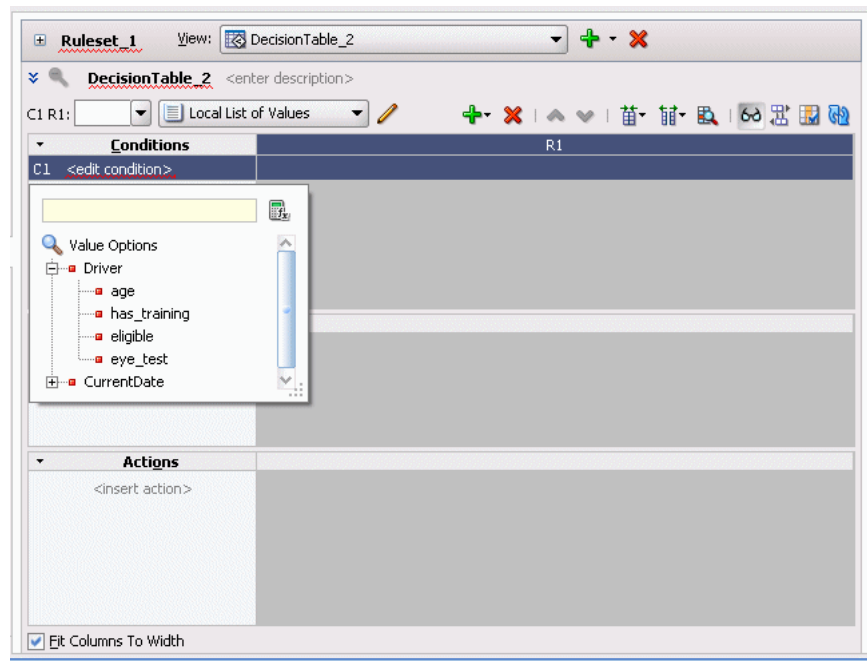 Ruleset_1 View: DecisionTable_2
DecisionTable_2 <enter description>
C1 R1: Local List of Values
Conditions R1
C1 <edit condition>
Value Options
Driver
age
has_training
eligible
eye_test
CurrentDate
Actions
<insert action>
Fit Columns To Width